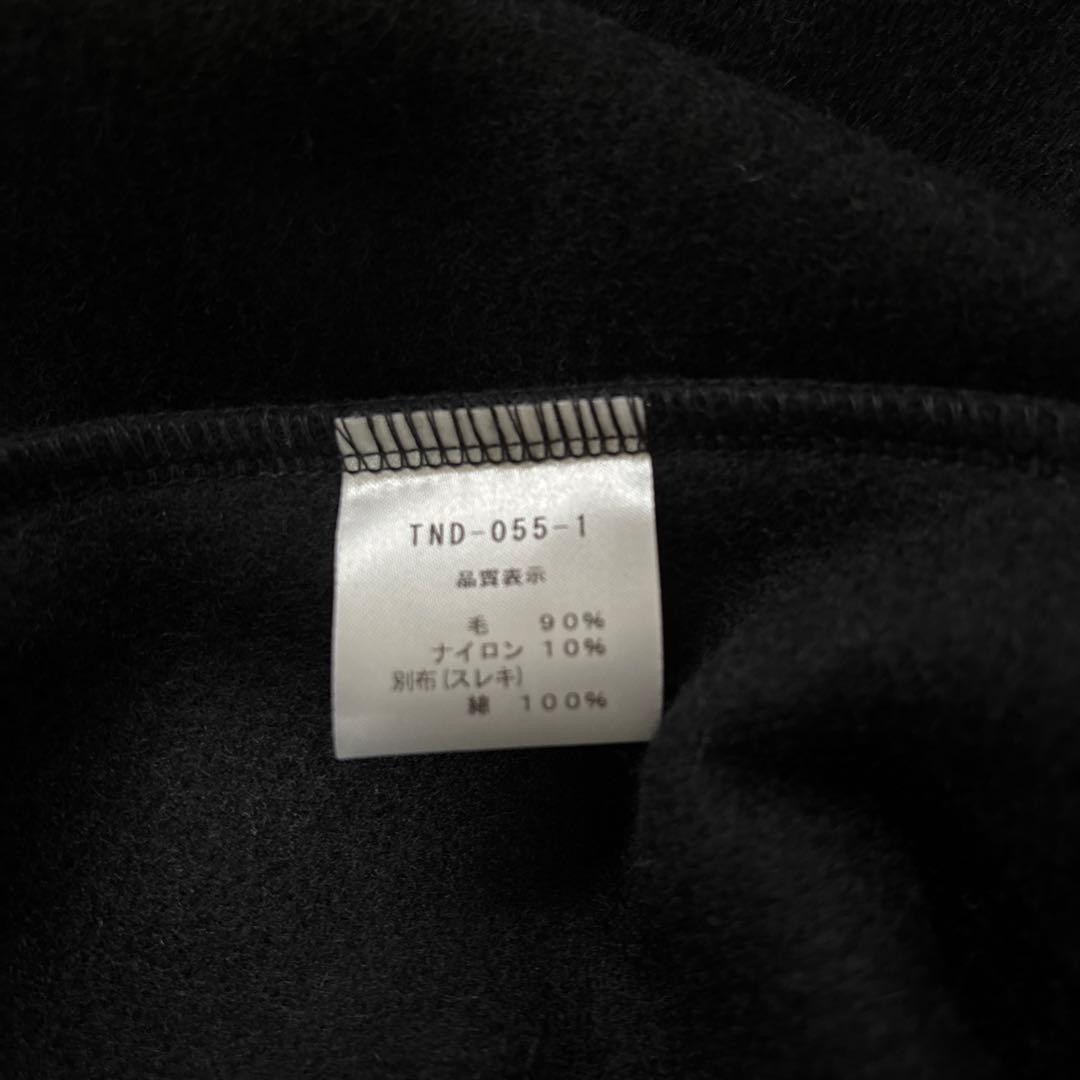 TND-055-1
品質表示
毛 90%
ナイロン 10%
別布(スレキ)
綿 100%